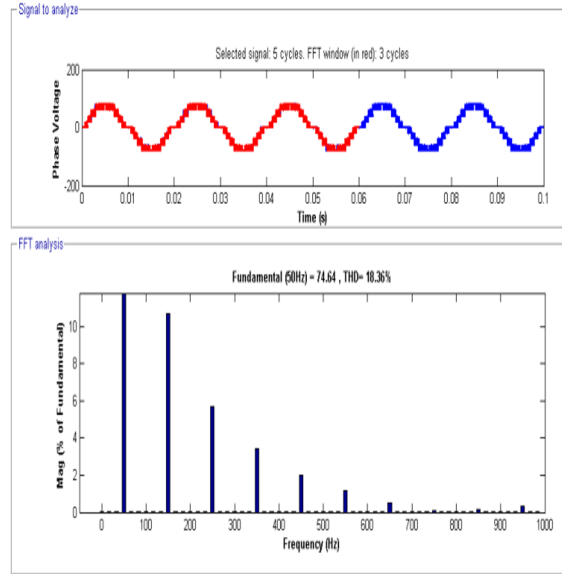 Signal to analyze
Selected signal: 5 cycles. FFT window (in red): 3 cycles
200
0
-200
Phase Voltage
0 0.01 0.02 0.03 0.04 0.05 0.06 0.07 0.08 0.09 0.1
Time (s)
FFT analysis
Fundamental (50Hz) = 74.64 , THD= 18.36%
10
8
6
4
2
0
Mag (% of Fundamental)
0 100 200 300 400 500 600 700 800 900 1000
Frequency (Hz)